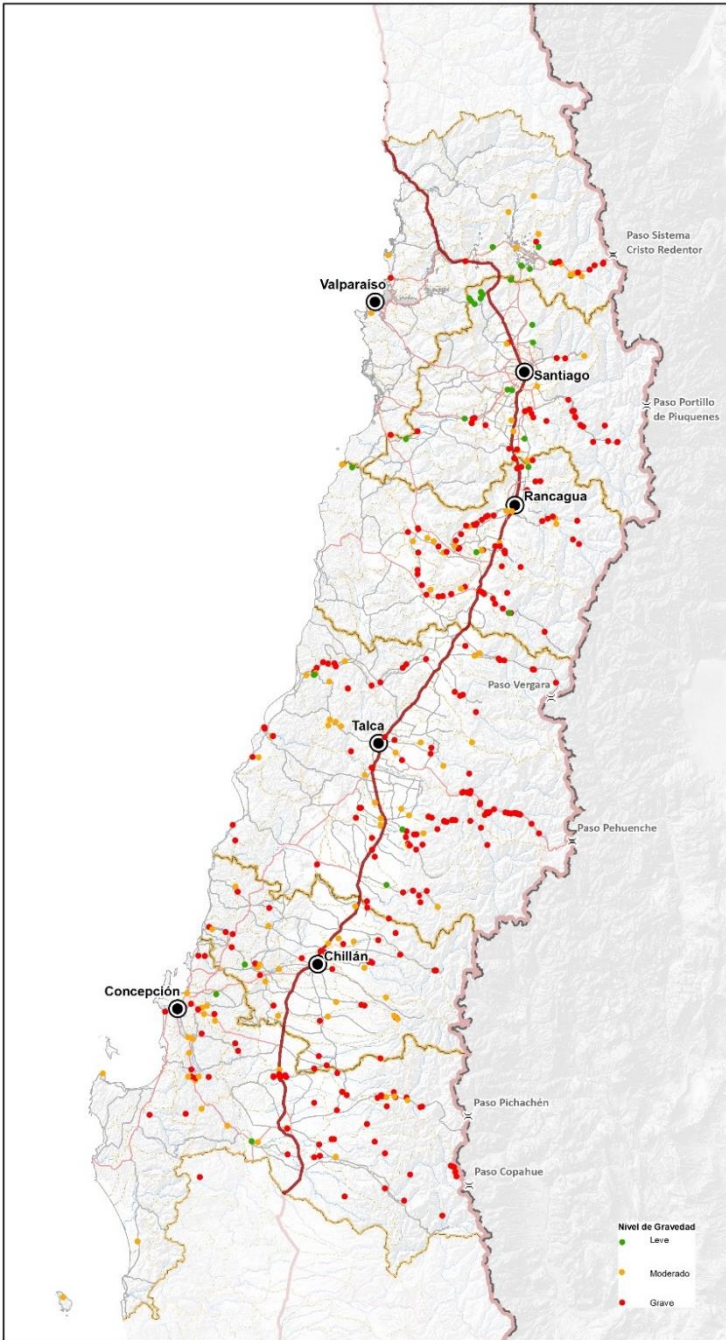 Paso Sistema
Cristo Redentor
Valparaíso
Santiago
Paso Portillo
de Piuquenes
Rancagua
Paso Vergara
Talca
Paso Pehuenche
Chillán
Concepción
Paso Pichachén
Paso Copahue
Nivel de Gravedad
Leve
Moderado
Grave